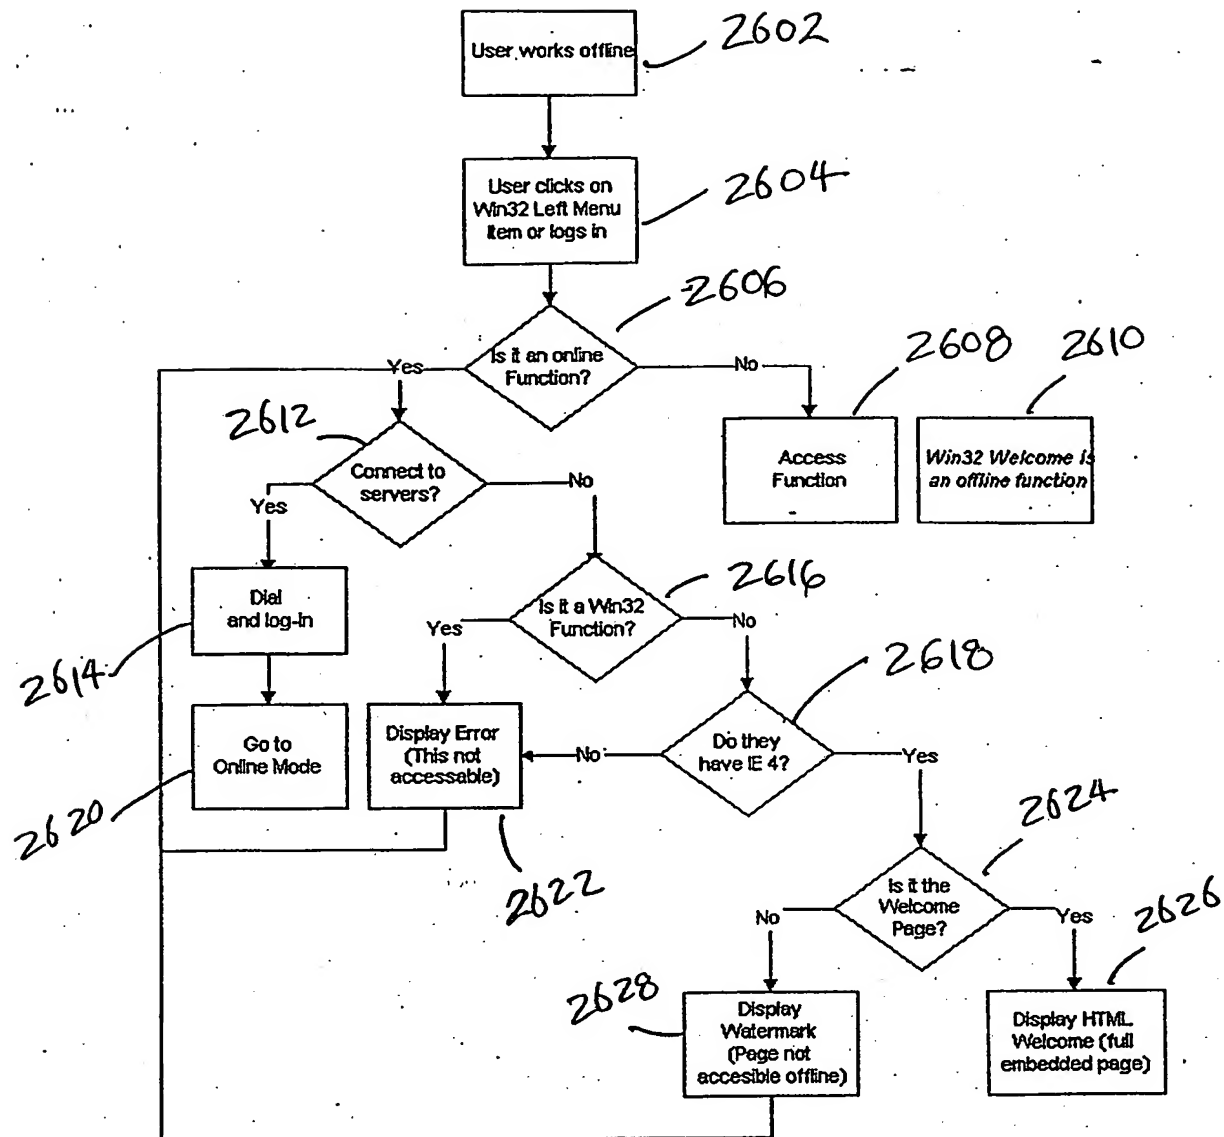 User works offline
2602
User clicks on
Win32 Left Menu
Item or logs in
2604
2606
Is it an online
Function?
Yes
No
2608
2610
2612
Connect to
servers?
Access
Function
Win32 Welcome is
an offline function
Yes
No
Dial
and log-in
2614
Is it a Win32
Function?
2616
Yes
No
2618
Go to
Online Mode
2620
Display Error
(This not
accessable)
2622
No
Do they
have IE 4?
Yes
2624
Is it the
Welcome
Page?
No
Yes
2626
2628
Display
Watermark
(Page not
accesible offline)
Display HTML
Welcome (full
embedded page)